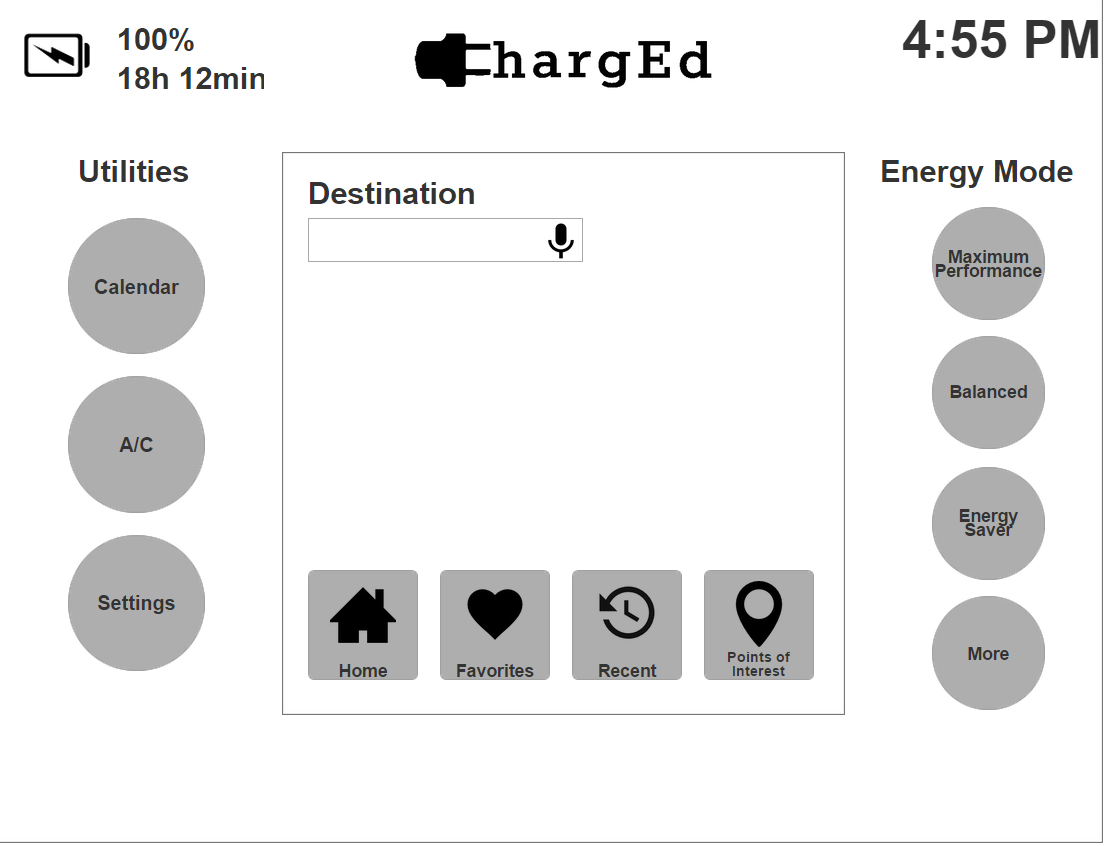 100%
18h 12min
hargEd
4:55 PM
Utilities
Calendar
A/C
Settings
Destination
Home
Favorites
Recent
Points of
Interest
Energy Mode
Maximum
Performance
Balanced
Energy
Saver
More